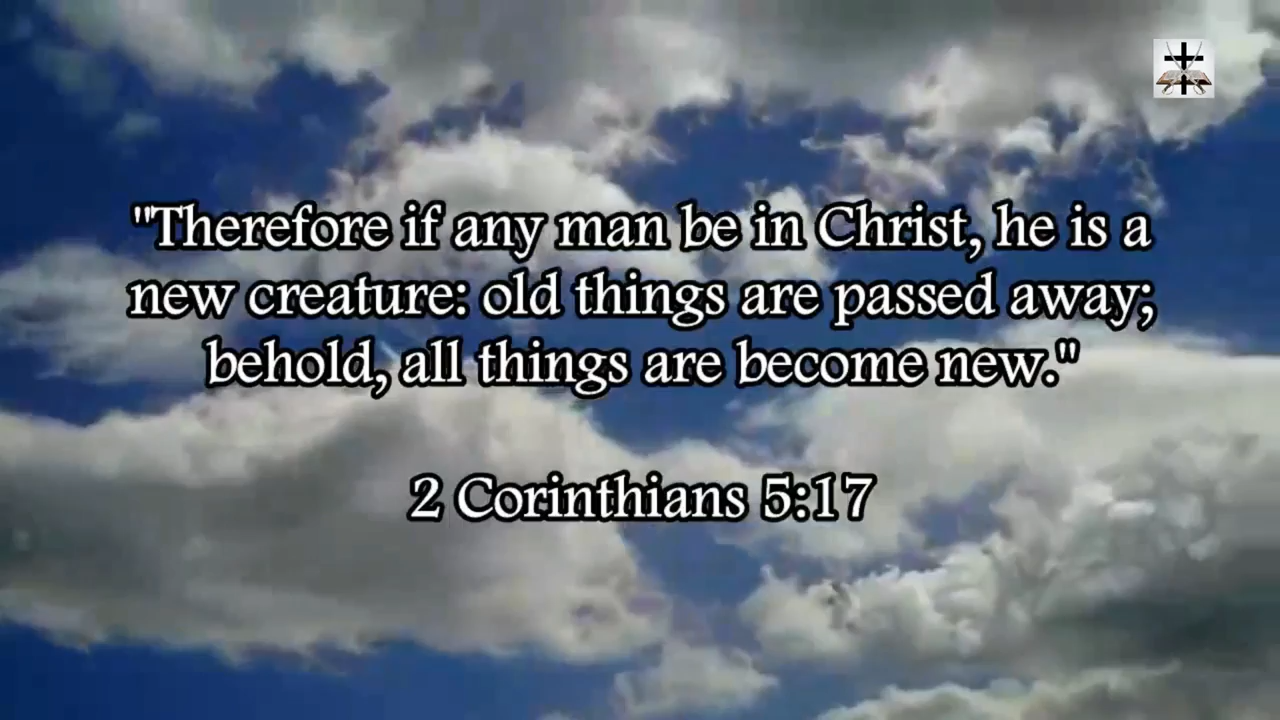 "Therefore if any man be in Christ, he is a
new creature: old things are passed away;
behold, all things are become new."
2 Corinthians 5:17